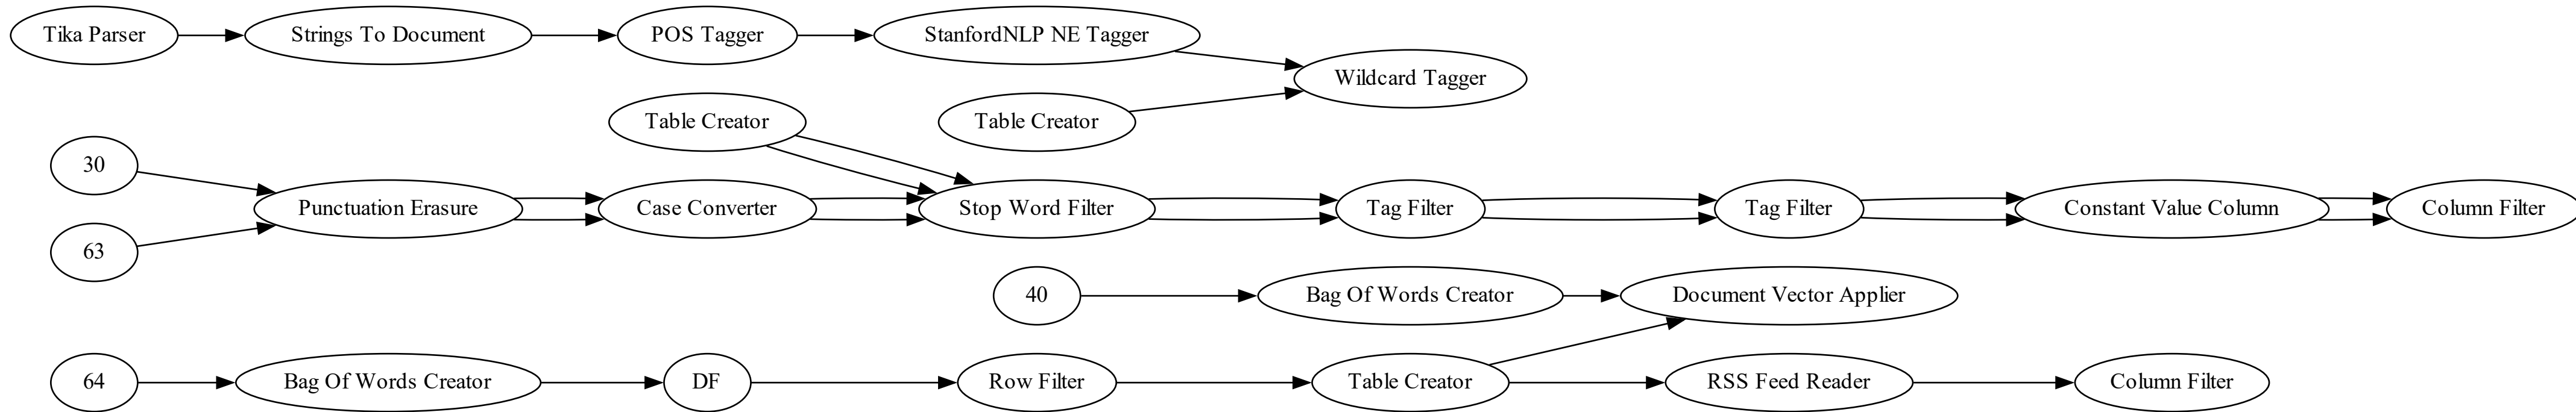 Tika Parser
Strings To Document
POS Tagger
StanfordNLP NE Tagger
Wildcard Tagger
Table Creator
Table Creator
30
63
Punctuation Erasure
Case Converter
Stop Word Filter
Tag Filter
Tag Filter
Constant Value Column
Column Filter
40
Bag Of Words Creator
Document Vector Applier
64
Bag Of Words Creator
DF
Row Filter
Table Creator
RSS Feed Reader
Column Filter